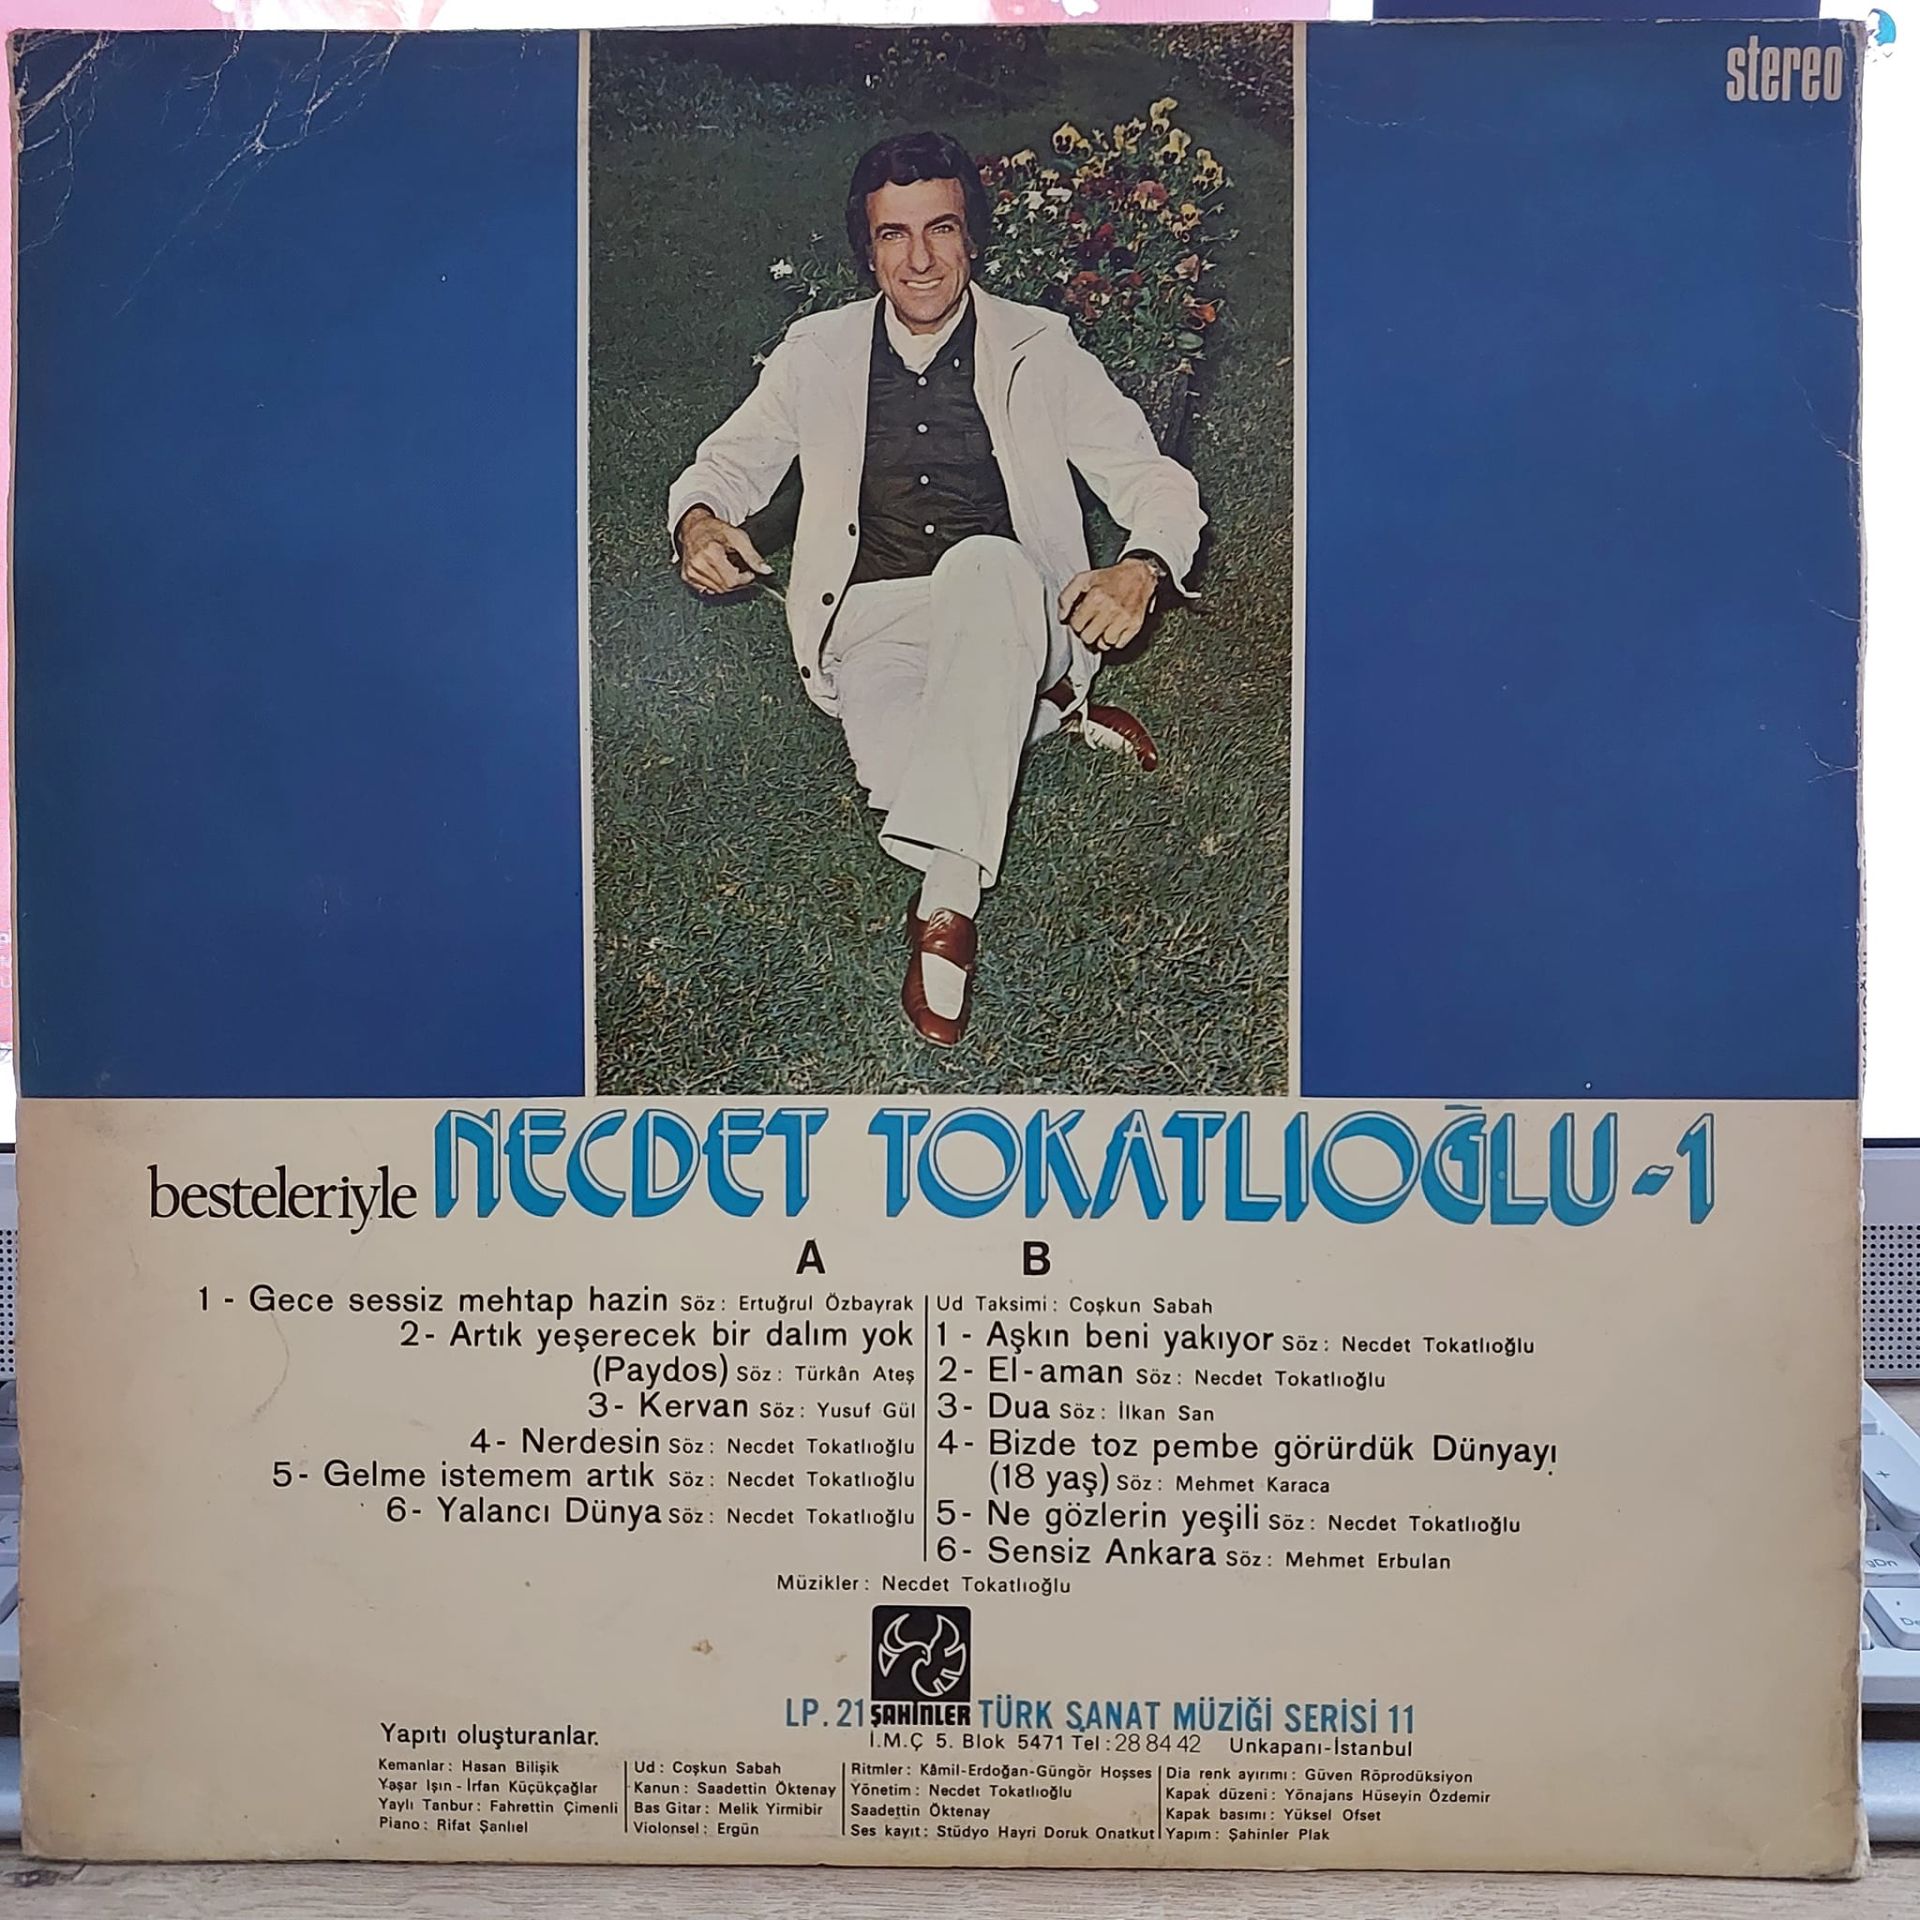 stereo
besteleriyle NECDET TOKATLIOĞLU-1
A
1 - Gece sessiz mehtap hazin Söz: Ertuğrul Özbayrak
2- Artık yeşerecek bir dalım yok
(Paydos) Söz: Türkân Ateş
3- Kervan Söz: Yusuf Gül
4- Nerdesin Söz: Necdet Tokatlıoğlu
5- Gelme istemem artık Söz: Necdet Tokatlıoğlu
6- Yalancı Dünya Söz: Necdet Tokatlıoğlu
B
Ud Taksimi: Coşkun Sabah
1 - Aşkın beni yakıyor Söz: Necdet Tokatlıoğlu
2- El-aman Söz: Necdet Tokatlıoğlu
3- Dua Söz: İlkan San
4- Bizde toz pembe görürdük Dünyayı
(18 yaş) Söz: Mehmet Karaca
5- Ne gözlerin yeşili Söz: Necdet Tokatlıoğlu
6- Sensiz Ankara Söz: Mehmet Erbulan
Müzikler: Necdet Tokatlıoğlu
LP. 21 ŞAHİNLER TÜRK SANAT MÜZİĞİ SERİSİ 11
İ.M.Ç 5. Blok 5471 Tel: 28 84 42 Unkapanı-İstanbul
Yapıtı oluşturanlar.
Kemanlar: Hasan Bilişik
Yaşar Işın - İrfan Küçükçağlar
Yaylı Tanbur: Fahrettin Çimenli
Piano: Rifat Şanlıel
Ud: Coşkun Sabah
Kanun: Saadettin Öktenay
Bas Gitar: Melik Yirmibir
Violonsel: Ergün
Ritmler: Kâmil-Erdoğan-Güngör Hoşses
Yönetim: Necdet Tokatlıoğlu
Saadettin Öktenay
Ses kayıt: Stüdyo Hayri Doruk Onatkut
Dia renk ayırımı: Güven Röprodüksiyon
Kapak düzeni: Yönajans Hüseyin Özdemir
Kapak basımı: Yüksel Ofset
Yapım: Şahinler Plak